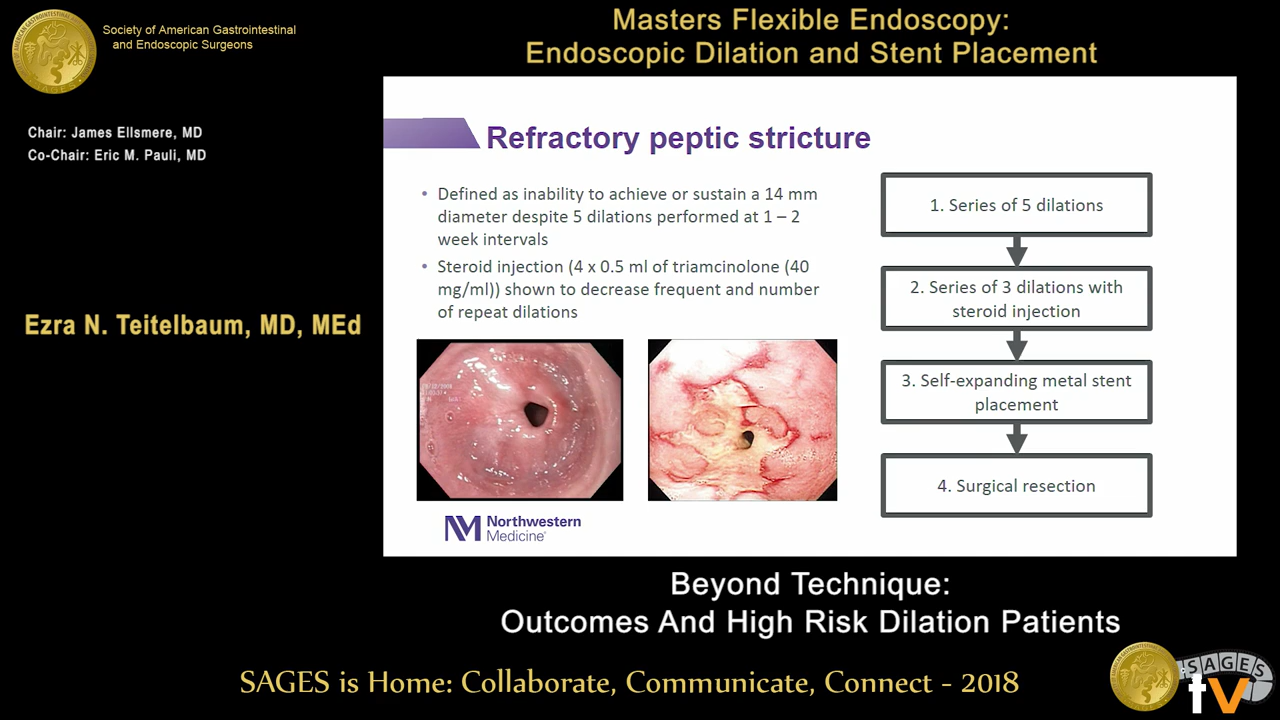 Society of American Gastrointestinal
and Endoscopic Surgeons
Masters Flexible Endoscopy:
Endoscopic Dilation and Stent Placement
Chair: James Ellsmere, MD
Co-Chair: Eric M. Pauli, MD
Ezra N. Teitelbaum, MD, MEd
Refractory peptic stricture
• Defined as inability to achieve or sustain a 14 mm
diameter despite 5 dilations performed at 1 – 2
week intervals
• Steroid injection (4 x 0.5 ml of triamcinolone (40
mg/ml)) shown to decrease frequent and number
of repeat dilations
1. Series of 5 dilations
2. Series of 3 dilations with
steroid injection
3. Self-expanding metal stent
placement
4. Surgical resection
NM Northwestern
Medicine
Beyond Technique:
Outcomes And High Risk Dilation Patients
SAGES is Home: Collaborate, Communicate, Connect - 2018
SAGES
tv